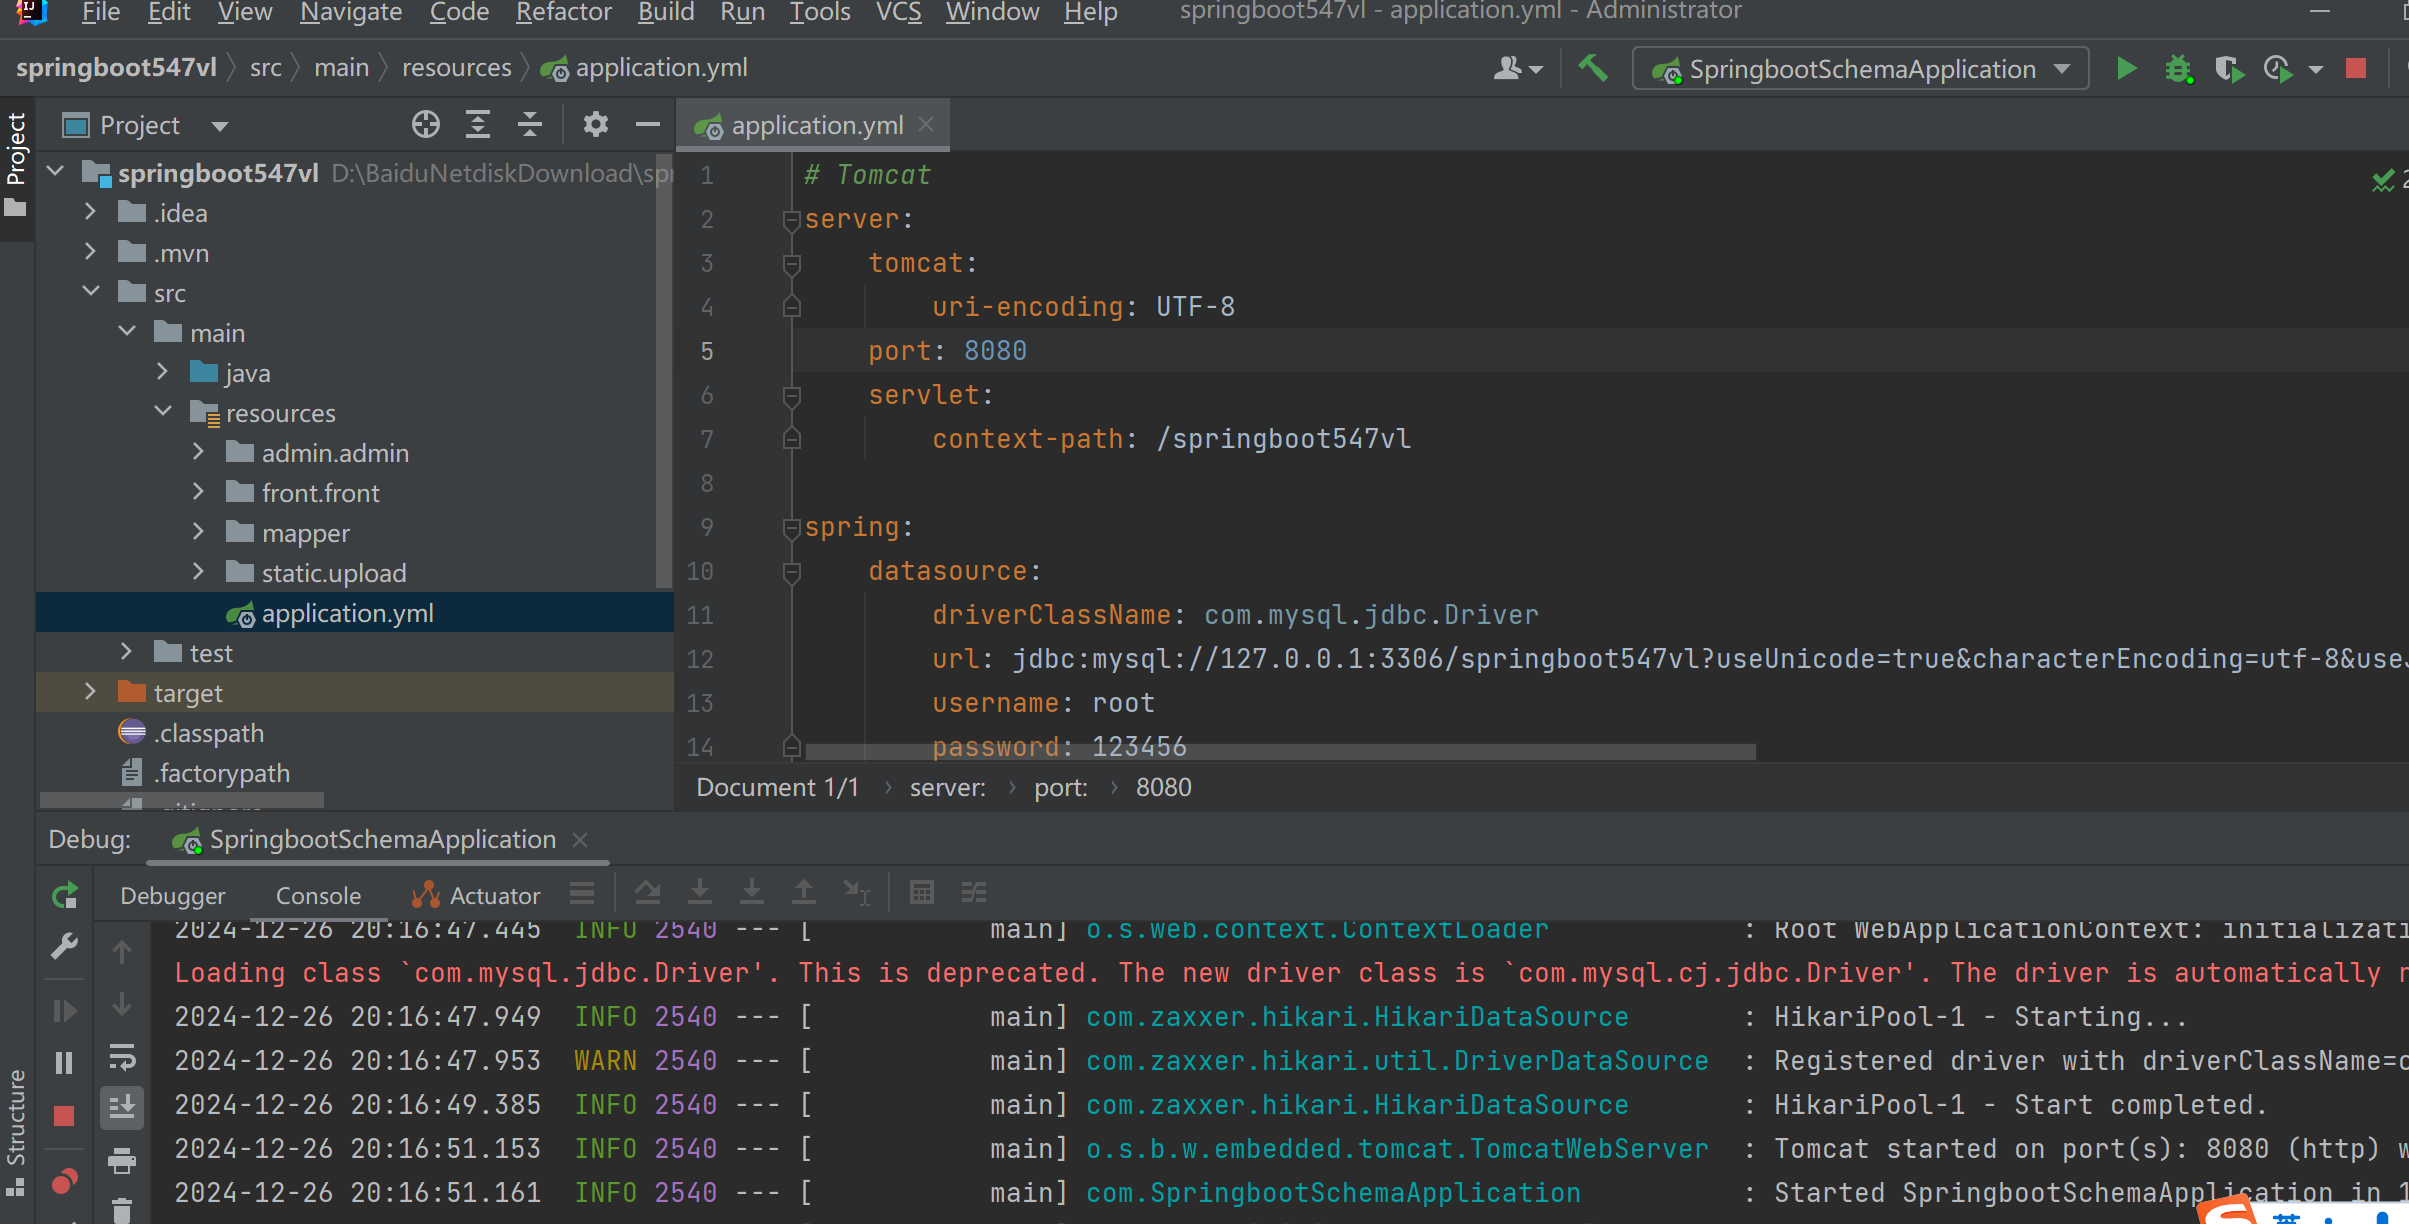 File Edit View Navigate Code Refactor Build Run Tools VCS Window Help springboot547vl - application.yml - Administrator
springboot547vl src main resources application.yml SpringbootSchemaApplication
Project
Project
application.yml
springboot547vl D:\BaiduNetdiskDownload\spr
.idea
.mvn
src
main
java
resources
admin.admin
front.front
mapper
static.upload
application.yml
test
target
.classpath
.factorypath
.gitignore
1 # Tomcat
2 server:
3 tomcat:
4 uri-encoding: UTF-8
5 port: 8080
6 servlet:
7 context-path: /springboot547vl
8
9 spring:
10 datasource:
11 driverClassName: com.mysql.jdbc.Driver
12 url: jdbc:mysql://127.0.0.1:3306/springboot547vl?useUnicode=true&characterEncoding=utf-8&useJ
13 username: root
14 password: 123456
Document 1/1 server: port: 8080
Debug: SpringbootSchemaApplication
Debugger Console Actuator
Structure
2024-12-26 20:16:47.445 INFO 2540 --- [ main] o.s.web.context.ContextLoader : Root WebApplicationContext: initializati
Loading class `com.mysql.jdbc.Driver'. This is deprecated. The new driver class is `com.mysql.cj.jdbc.Driver'. The driver is automatically r
2024-12-26 20:16:47.949 INFO 2540 --- [ main] com.zaxxer.hikari.HikariDataSource : HikariPool-1 - Starting...
2024-12-26 20:16:47.953 WARN 2540 --- [ main] com.zaxxer.hikari.util.DriverDataSource : Registered driver with driverClassName=c
2024-12-26 20:16:49.385 INFO 2540 --- [ main] com.zaxxer.hikari.HikariDataSource : HikariPool-1 - Start completed.
2024-12-26 20:16:51.153 INFO 2540 --- [ main] o.s.b.w.embedded.tomcat.TomcatWebServer : Tomcat started on port(s): 8080 (http) w
2024-12-26 20:16:51.161 INFO 2540 --- [ main] com.SpringbootSchemaApplication : Started SpringbootSchemaApplication in 1